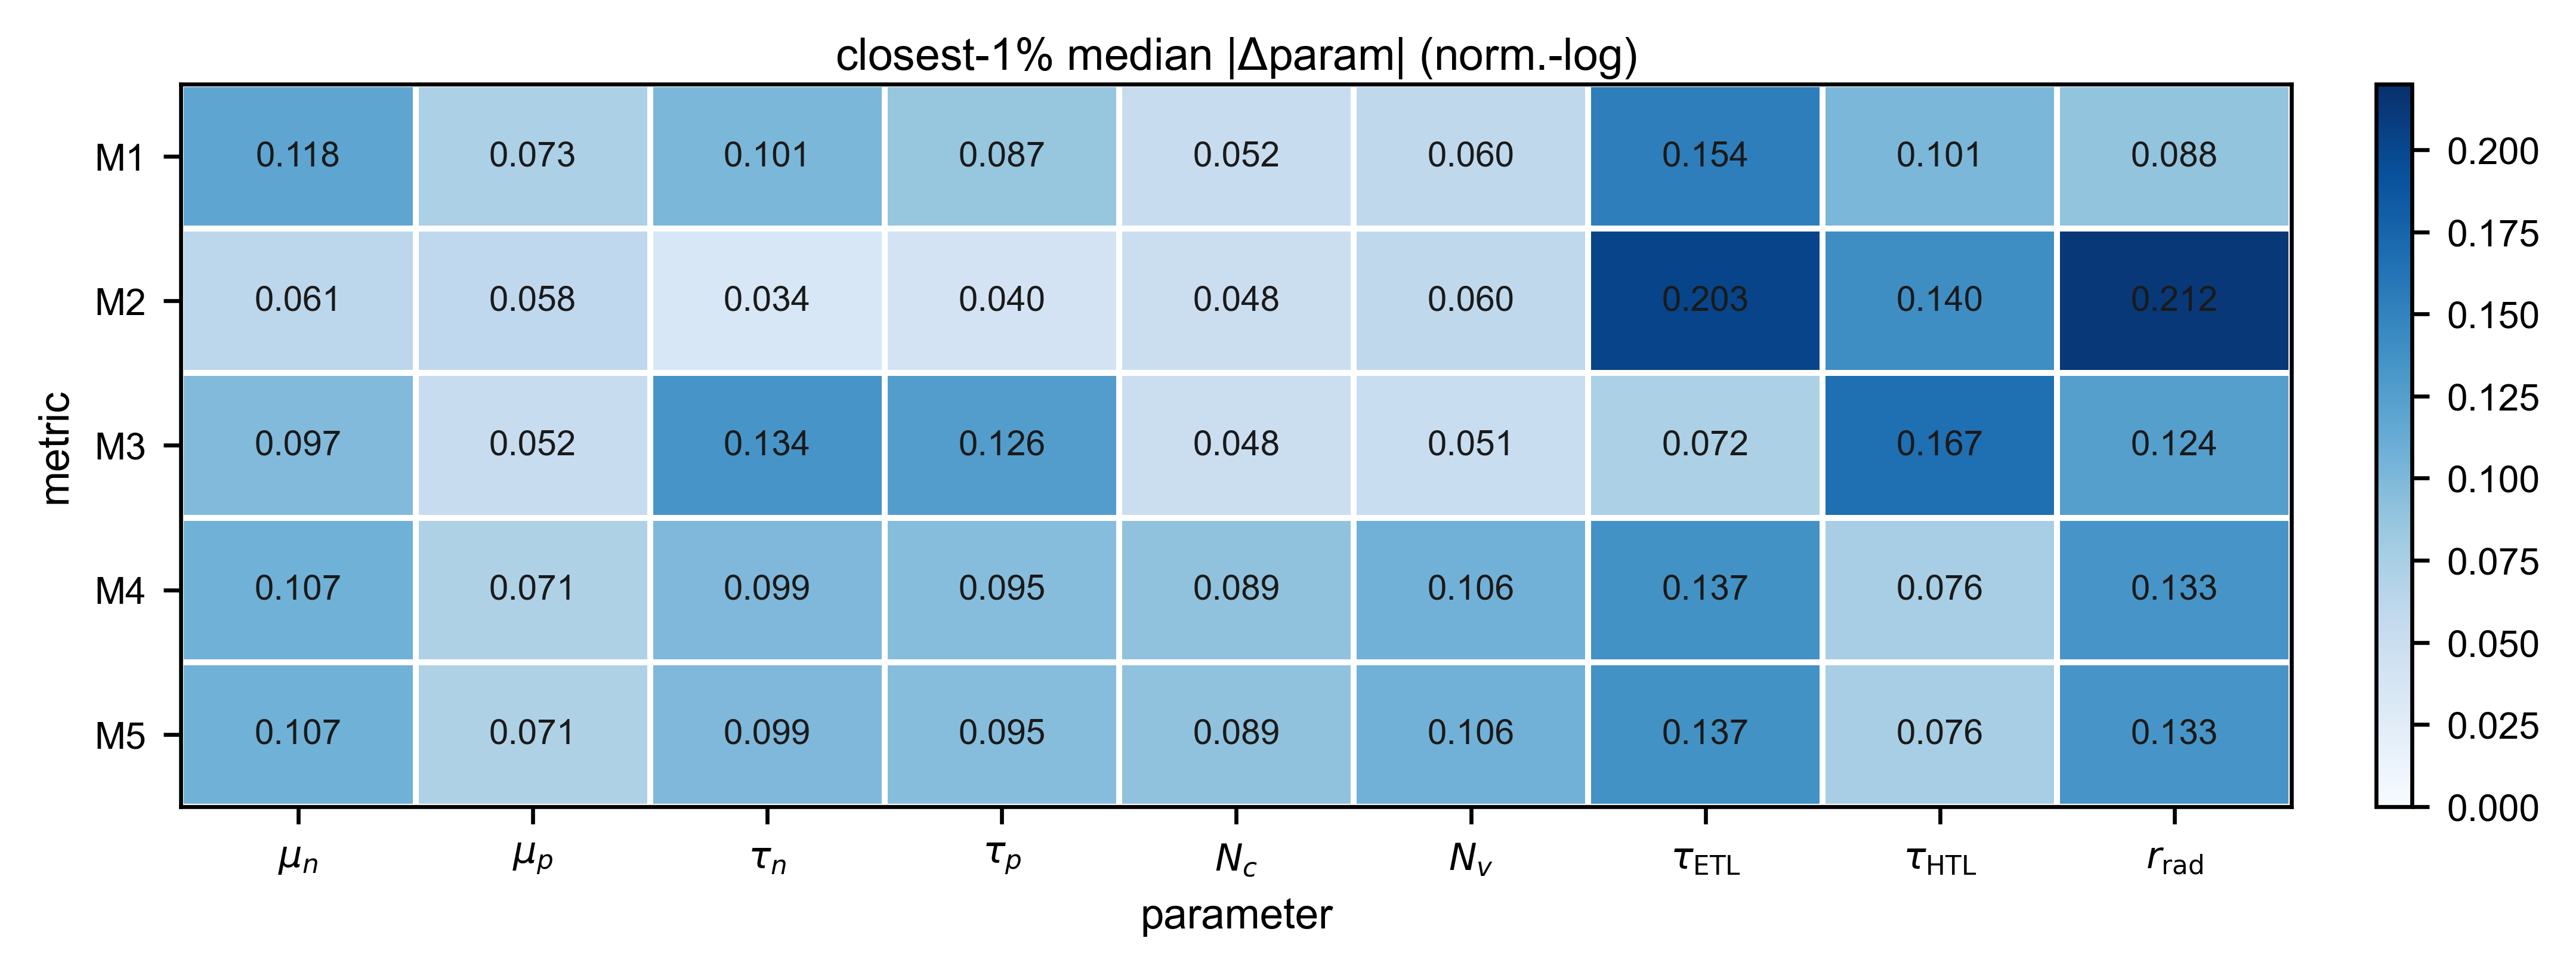 closest-1% median |Δparam| (norm.-log)
metric
M1 0.118 0.073 0.101 0.087 0.052 0.060 0.154 0.101 0.088
M2 0.061 0.058 0.034 0.040 0.048 0.060 0.203 0.140 0.212
M3 0.097 0.052 0.134 0.126 0.048 0.051 0.072 0.167 0.124
M4 0.107 0.071 0.099 0.095 0.089 0.106 0.137 0.076 0.133
M5 0.107 0.071 0.099 0.095 0.089 0.106 0.137 0.076 0.133
μn μp τn τp Nc Nv τETL τHTL rrad
parameter
0.200
0.175
0.150
0.125
0.100
0.075
0.050
0.025
0.000